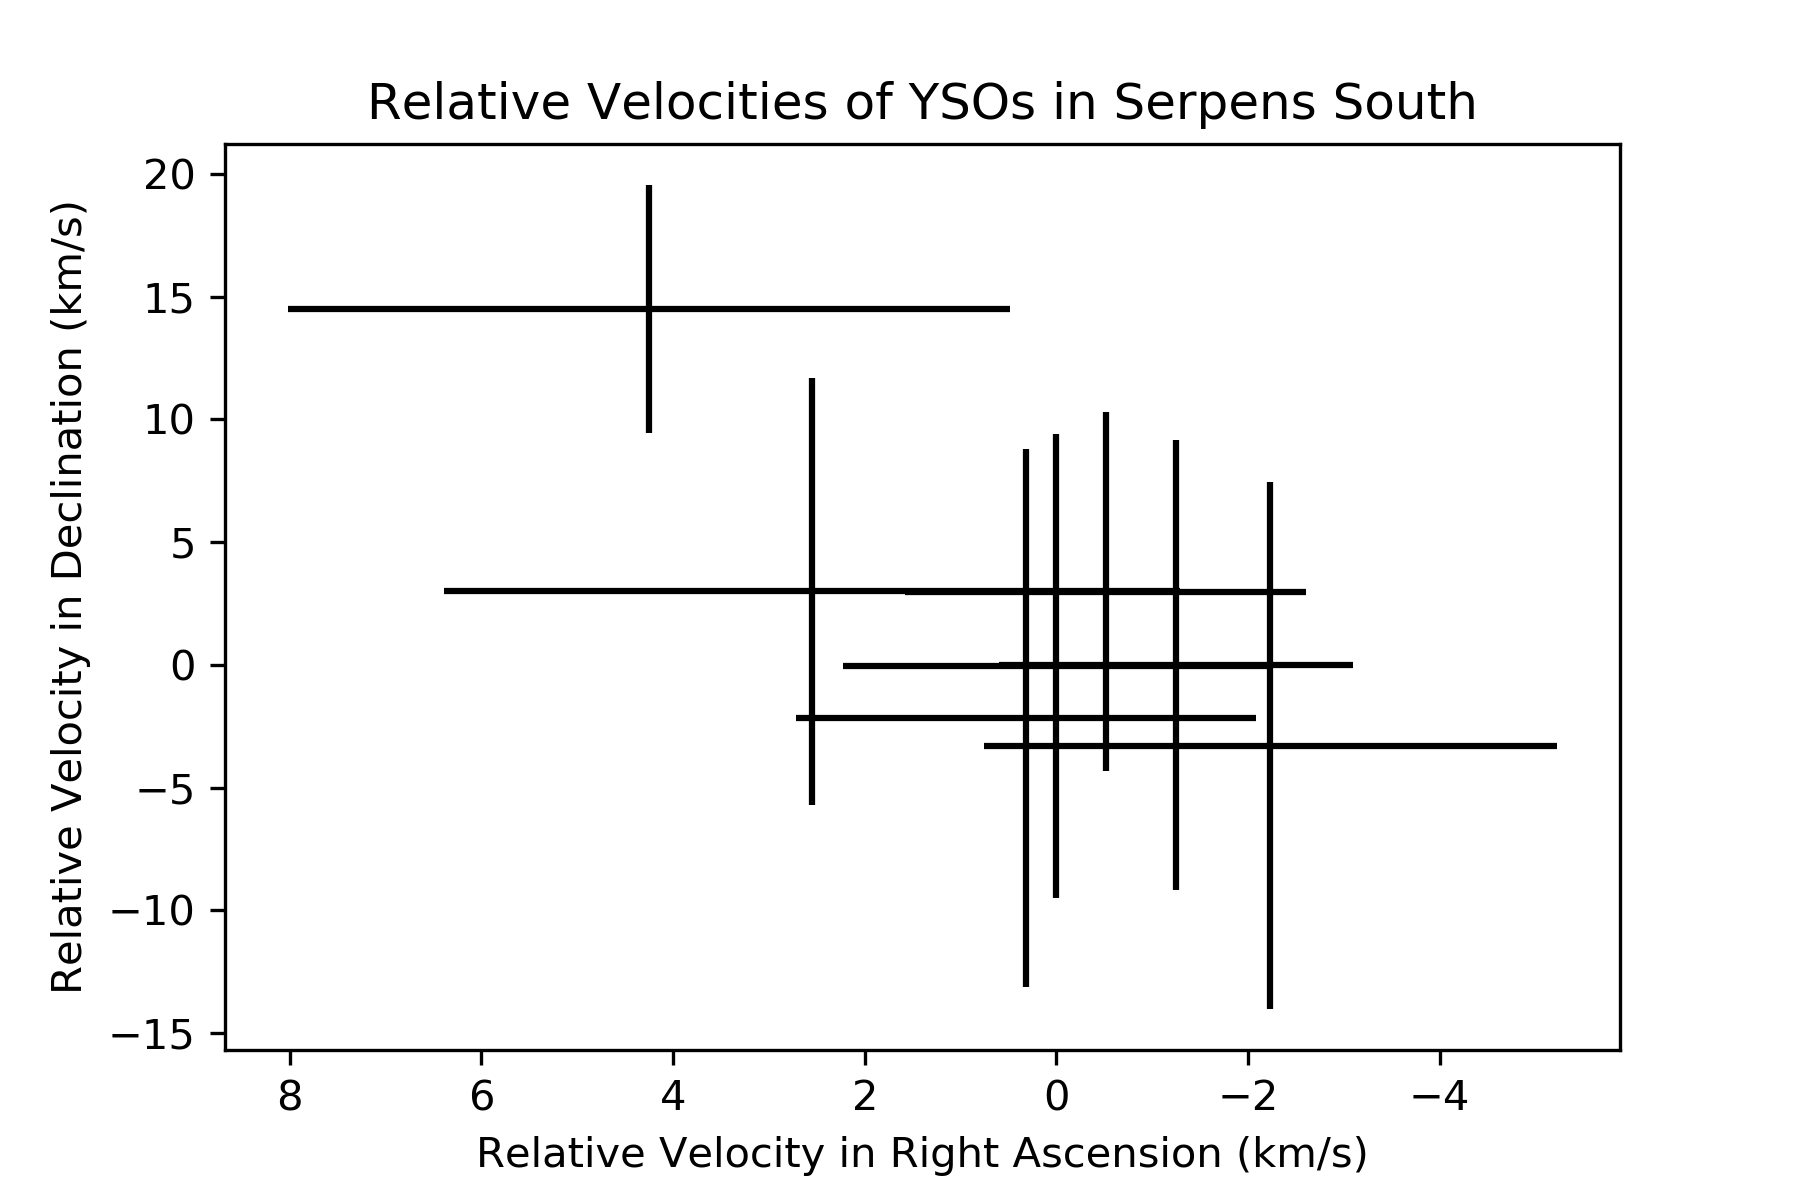 Relative Velocities of YSOs in Serpens South
Relative Velocity in Declination (km/s)
20
15
10
5
0
−5
−10
−15
8 6 4 2 0 −2 −4
Relative Velocity in Right Ascension (km/s)